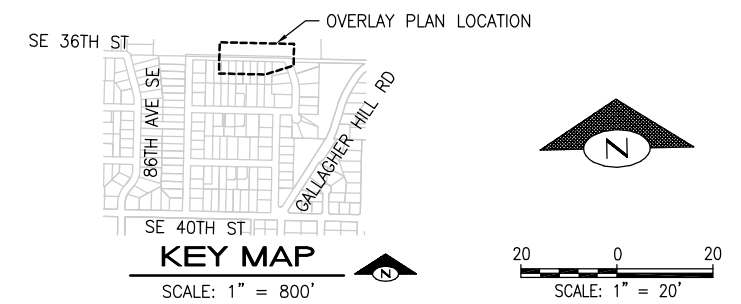 OVERLAY PLAN LOCATION
SE 36TH ST
86TH AVE SE
GALLAGHER HILL RD
SE 40TH ST
KEY MAP
N
SCALE: 1" = 800'
N
20 0 20
SCALE: 1" = 20'